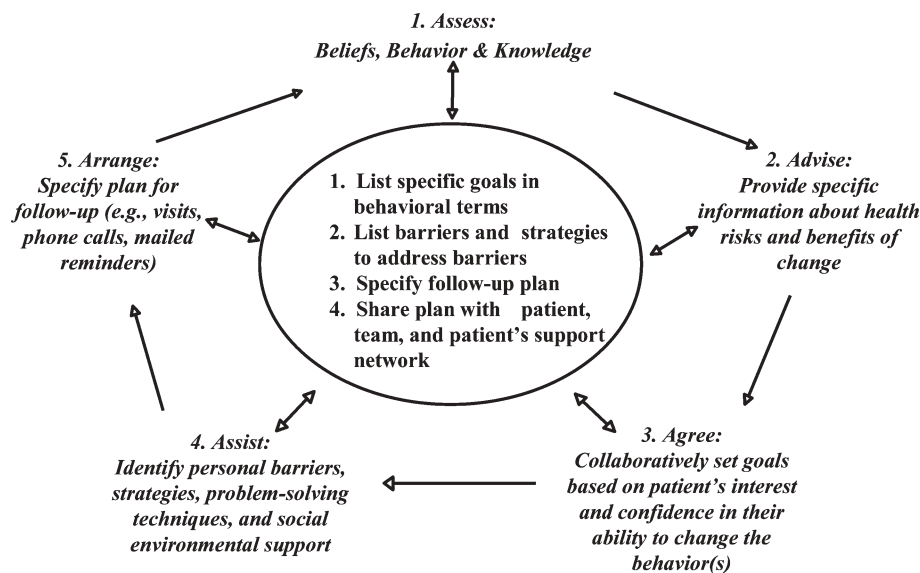 1. Assess:
Beliefs, Behavior & Knowledge
2. Advise:
Provide specific
information about health
risks and benefits of
change
3. Agree:
Collaboratively set goals
based on patient's interest
and confidence in their
ability to change the
behavior(s)
4. Assist:
Identify personal barriers,
strategies, problem-solving
techniques, and social
environmental support
5. Arrange:
Specify plan for
follow-up (e.g., visits,
phone calls, mailed
reminders)
1. List specific goals in
behavioral terms
2. List barriers and strategies
to address barriers
3. Specify follow-up plan
4. Share plan with patient,
team, and patient's support
network